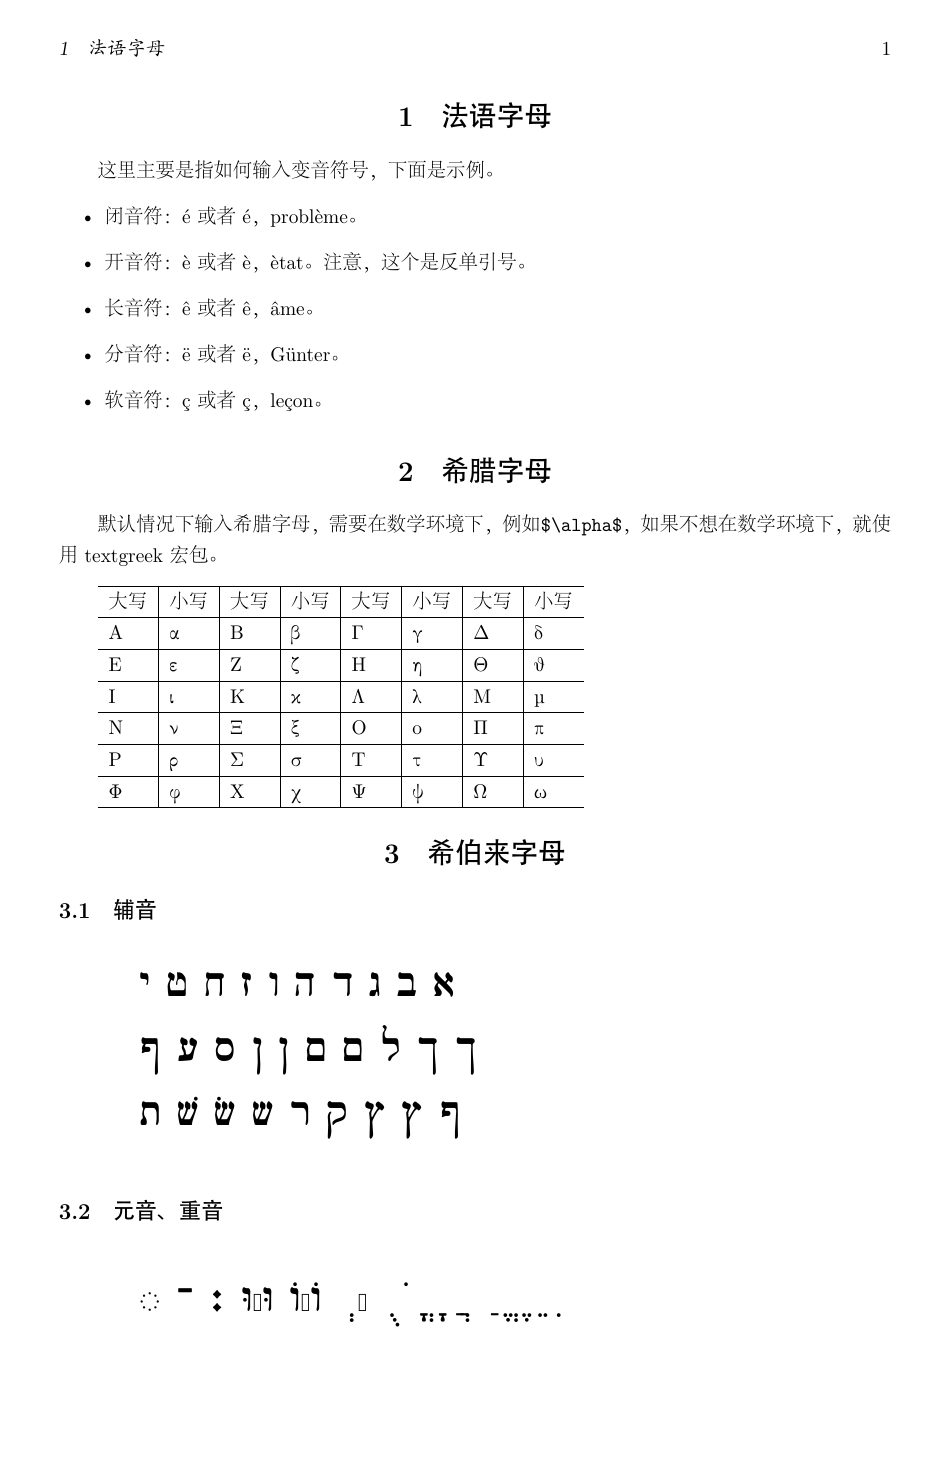 1 法语字母 1
1 法语字母
这里主要是指如何输入变音符号，下面是示例。
• 闭音符：é 或者 é，problème。
• 开音符：è 或者 è，ètat。注意，这个是反单引号。
• 长音符：ê 或者 ê，âme。
• 分音符：ë 或者 ë，Günter。
• 软音符：ç 或者 ç，leçon。
2 希腊字母
默认情况下输入希腊字母，需要在数学环境下，例如$\alpha$，如果不想在数学环境下，就使
用 textgreek 宏包。
大写 小写 大写 小写 大写 小写 大写 小写
Α α Β β Γ γ Δ δ
Ε ε Ζ ζ Η η Θ ϑ
Ι ι Κ ϰ Λ λ Μ μ
Ν ν Ξ ξ Ο ο Π π
Ρ ρ Σ σ Τ τ ϒ υ
Φ φ Χ χ Ψ ψ Ω ω
3 希伯来字母
3.1 辅音
א ב ג ד ה ו ז ח ט י
ך ך ל ם ם ן ן ס ע ף
ף ץ ץ ק ר ש שׂ שׁ ת
3.2 元音、重音